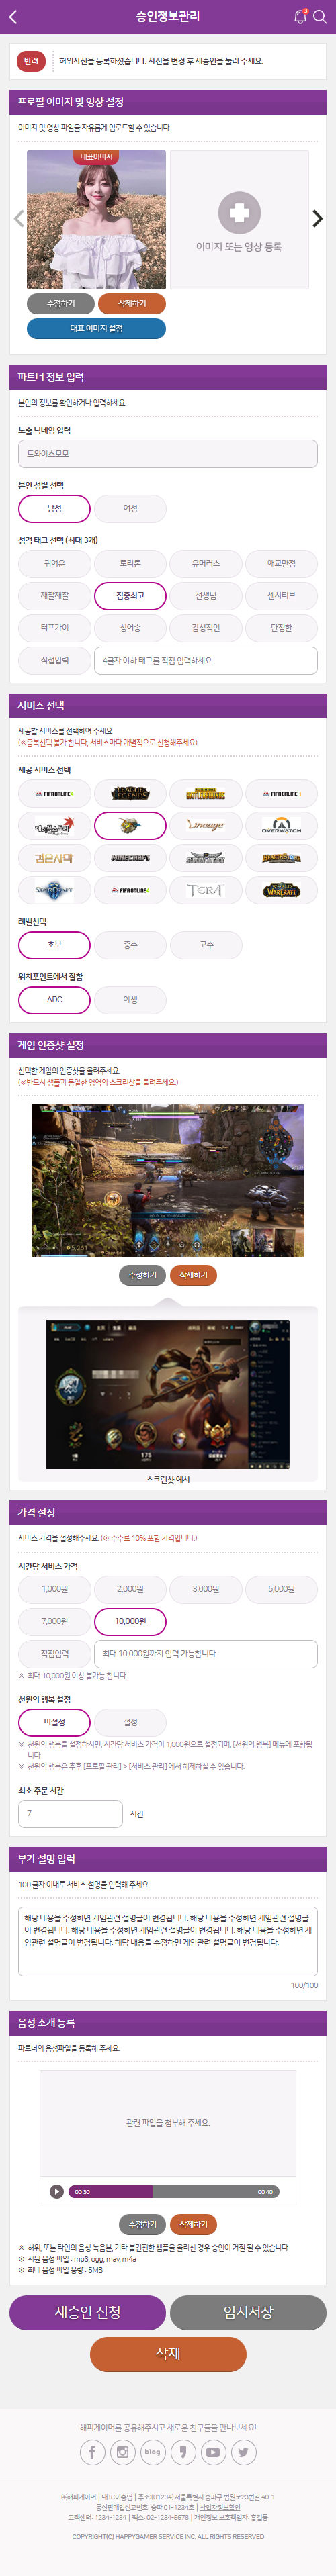 승인정보관리
3
반려
허위사진을 등록하셨습니다. 사진을 변경 후 재승인을 눌러 주세요.
프로필 이미지 및 영상 설정
이미지 및 영상 파일을 자유롭게 업로드할 수 있습니다.
대표이미지
이미지 또는 영상 등록
수정하기
삭제하기
대표 이미지 설정
파트너 정보 입력
본인의 정보를 확인하거나 입력하세요.
노출 닉네임 입력
트와이스모모
본인 성별 선택
남성
여성
성격 태그 선택 (최대 3개)
귀여운
로리톤
유머러스
애교만점
재잘재잘
집중최고
선생님
센시티브
터프가이
싱어송
감성적인
단정한
직접입력
4글자 이하 태그를 직접 입력하세요.
서비스 선택
제공할 서비스를 선택하여 주세요
(※중복선택 불가 합니다, 서비스마다 개별적으로 신청해주세요)
제공 서비스 선택
FIFA ONLINE
LEGENDS
FIFA ONLINE
Lineage
OVERWATCH
검은사막
MINECRAFT
STARCRAFT
FIFA ONLINE
TERA
WARCRAFT
레벨선택
초보
중수
고수
위치포인트에서 잘함
ADC
야생
게임 인증샷 설정
선택한 게임의 인증샷을 올려주세요.
(※반드시 샘플과 동일한 영역의 스크린샷을 올려주세요.)
수정하기
삭제하기
스크린샷 예시
가격 설정
서비스 가격을 설정해주세요. (※ 수수료 10% 포함 가격입니다.)
시간당 서비스 가격
1,000원
2,000원
3,000원
5,000원
7,000원
10,000원
직접입력
최대 10,000원까지 입력 가능합니다.
※ 최대 10,000원 이상 불가능 합니다.
천원의 행복 설정
미설정
설정
※ 천원의 행복을 설정하시면, 시간당 서비스 가격이 1,000원으로 설정되며, [천원의 행복] 메뉴에 포함됩
니다.
※ 천원의 행복은 추후 [프로필 관리] > [서비스 관리] 에서 해제하실 수 있습니다.
최소 주문 시간
7
시간
부가 설명 입력
100 글자 이내로 서비스 설명을 입력해 주세요.
해당 내용을 수정하면 게임관련 설명글이 변경됩니다. 해당 내용을 수정하면 게임관련 설명글
이 변경됩니다. 해당 내용을 수정하면 게임관련 설명글이 변경됩니다. 해당 내용을 수정하면 게
임관련 설명글이 변경됩니다. 해당 내용을 수정하면 게임관련 설명글이 변경됩니다.
100/100
음성 소개 등록
파트너의 음성파일을 등록해 주세요.
관련 파일을 첨부해 주세요.
00:30
00:40
수정하기
삭제하기
※ 허위, 또는 타인의 음성 녹음본, 기타 불건전한 샘플을 올리신 경우 승인이 거절 될 수 있습니다.
※ 지원 음성 파일 : mp3, ogg, mav, m4a
※ 최대 음성 파일 용량 : 5MB
재승인 신청
임시저장
삭제
해피게이머를 공유해주시고 새로운 친구들을 만나보세요!
blog
㈜해피게이머 | 대표:이승엽 | 주소:(01234) 서울특별시 송파구 법원로23번길 40-1
통신판매업신고번호: 송파 01-1234호 | 사업자정보확인
고객센터: 1234-1234 | 팩스: 02-1234-5678 | 개인정보 보호책임자: 홍길동
COPYRIGHT(C) HAPPYGAMER SERVICE INC. ALL RIGHTS RESERVED